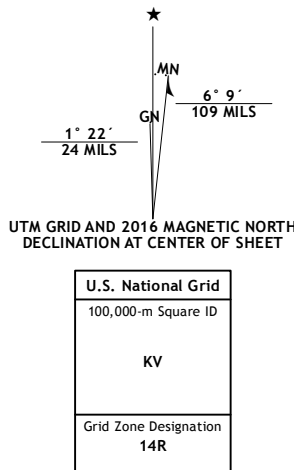 MN
GN
6° 9´
109 MILS
1° 22´
24 MILS
UTM GRID AND 2016 MAGNETIC NORTH
DECLINATION AT CENTER OF SHEET
U.S. National Grid
100,000-m Square ID
KV
Grid Zone Designation
14R